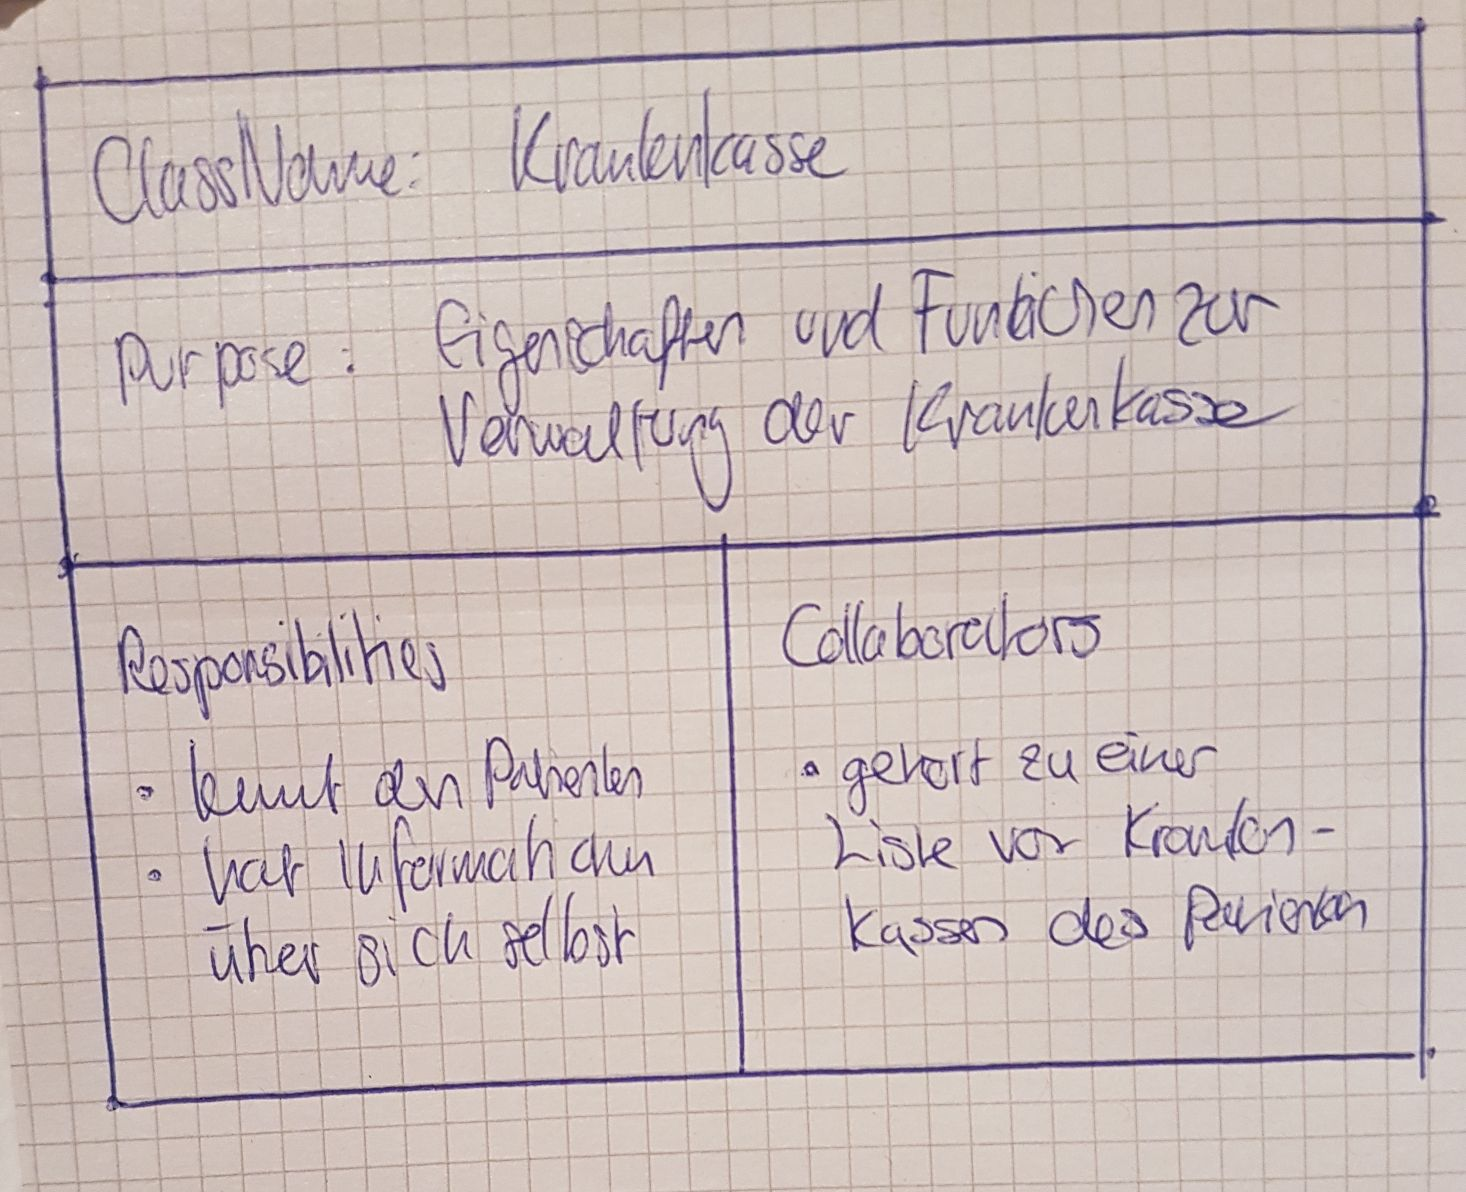 ClassName: Krankenkasse
Purpose: Eigenschaften und Funktionen zur
Verwaltung der Krankenkasse
Responsibilities
• kennt den Patienten
• hat Informationen
über sich selbst
Collaborators
• gehört zu einer
Liste von Kranken-
kassen des Patienten